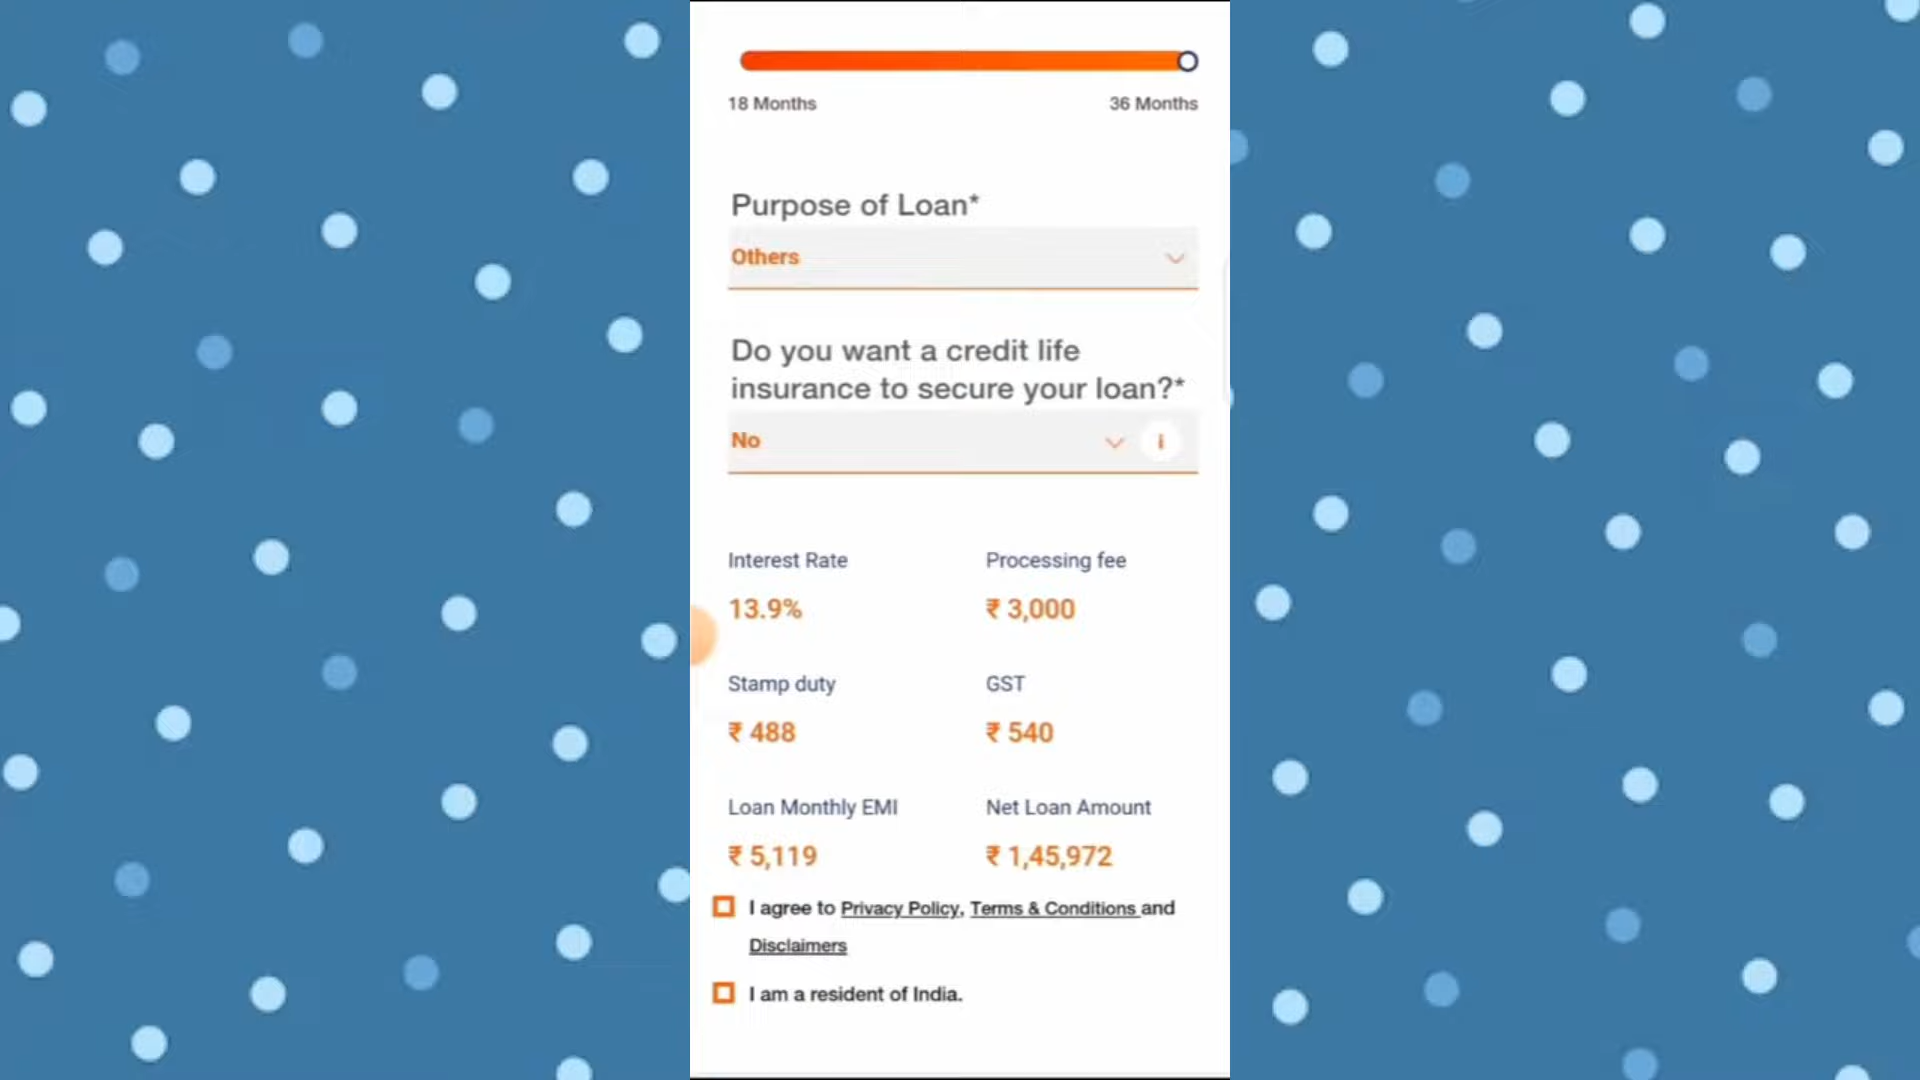 18 Months 36 Months
Purpose of Loan*
Others
Do you want a credit life
insurance to secure your loan?*
No i
Interest Rate Processing fee
13.9% ₹ 3,000
Stamp duty GST
₹ 488 ₹ 540
Loan Monthly EMI Net Loan Amount
₹ 5,119 ₹ 1,45,972
I agree to Privacy Policy, Terms & Conditions and
Disclaimers
I am a resident of India.